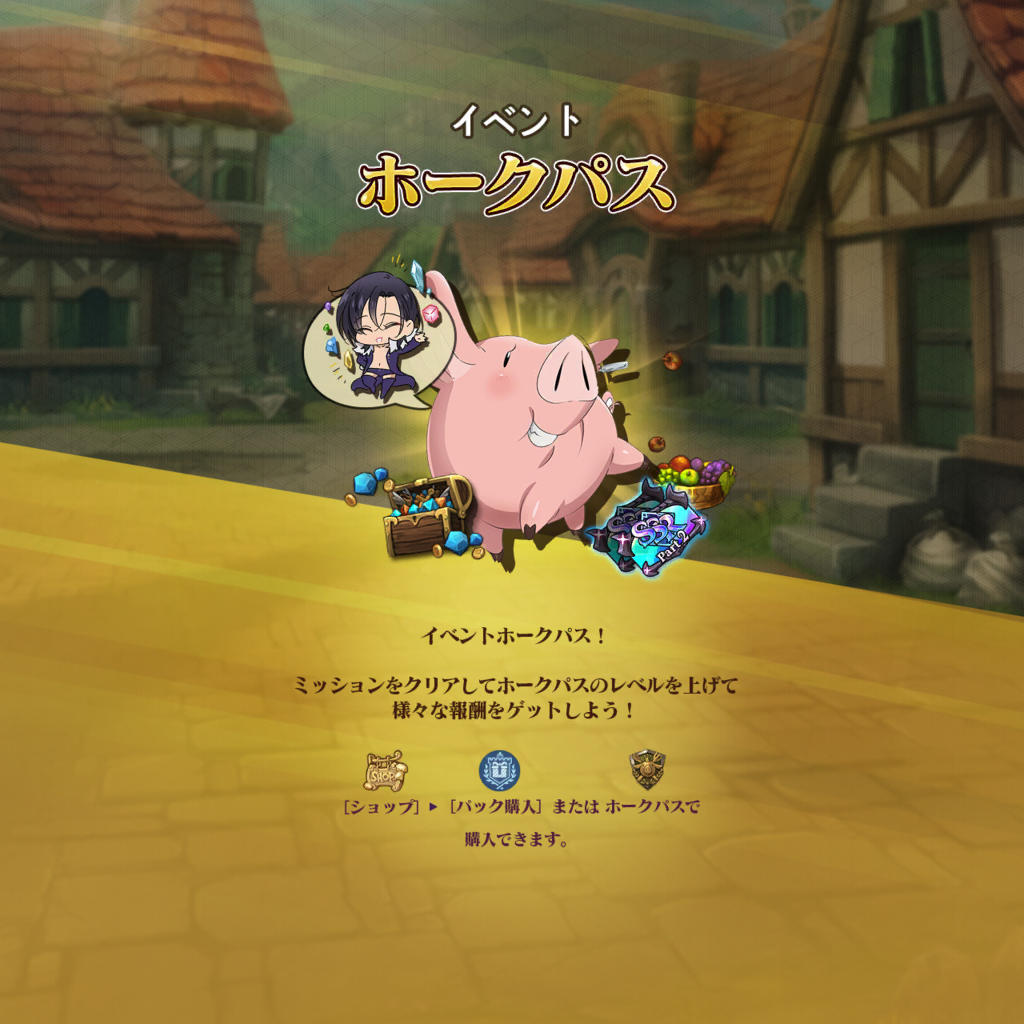 イベント
ホークパス
SSR
Part2
イベントホークパス！
ミッションをクリアしてホークパスのレベルを上げて
様々な報酬をゲットしよう！
SHOP
［ショップ］▶［パック購入］または ホークパスで
購入できます。